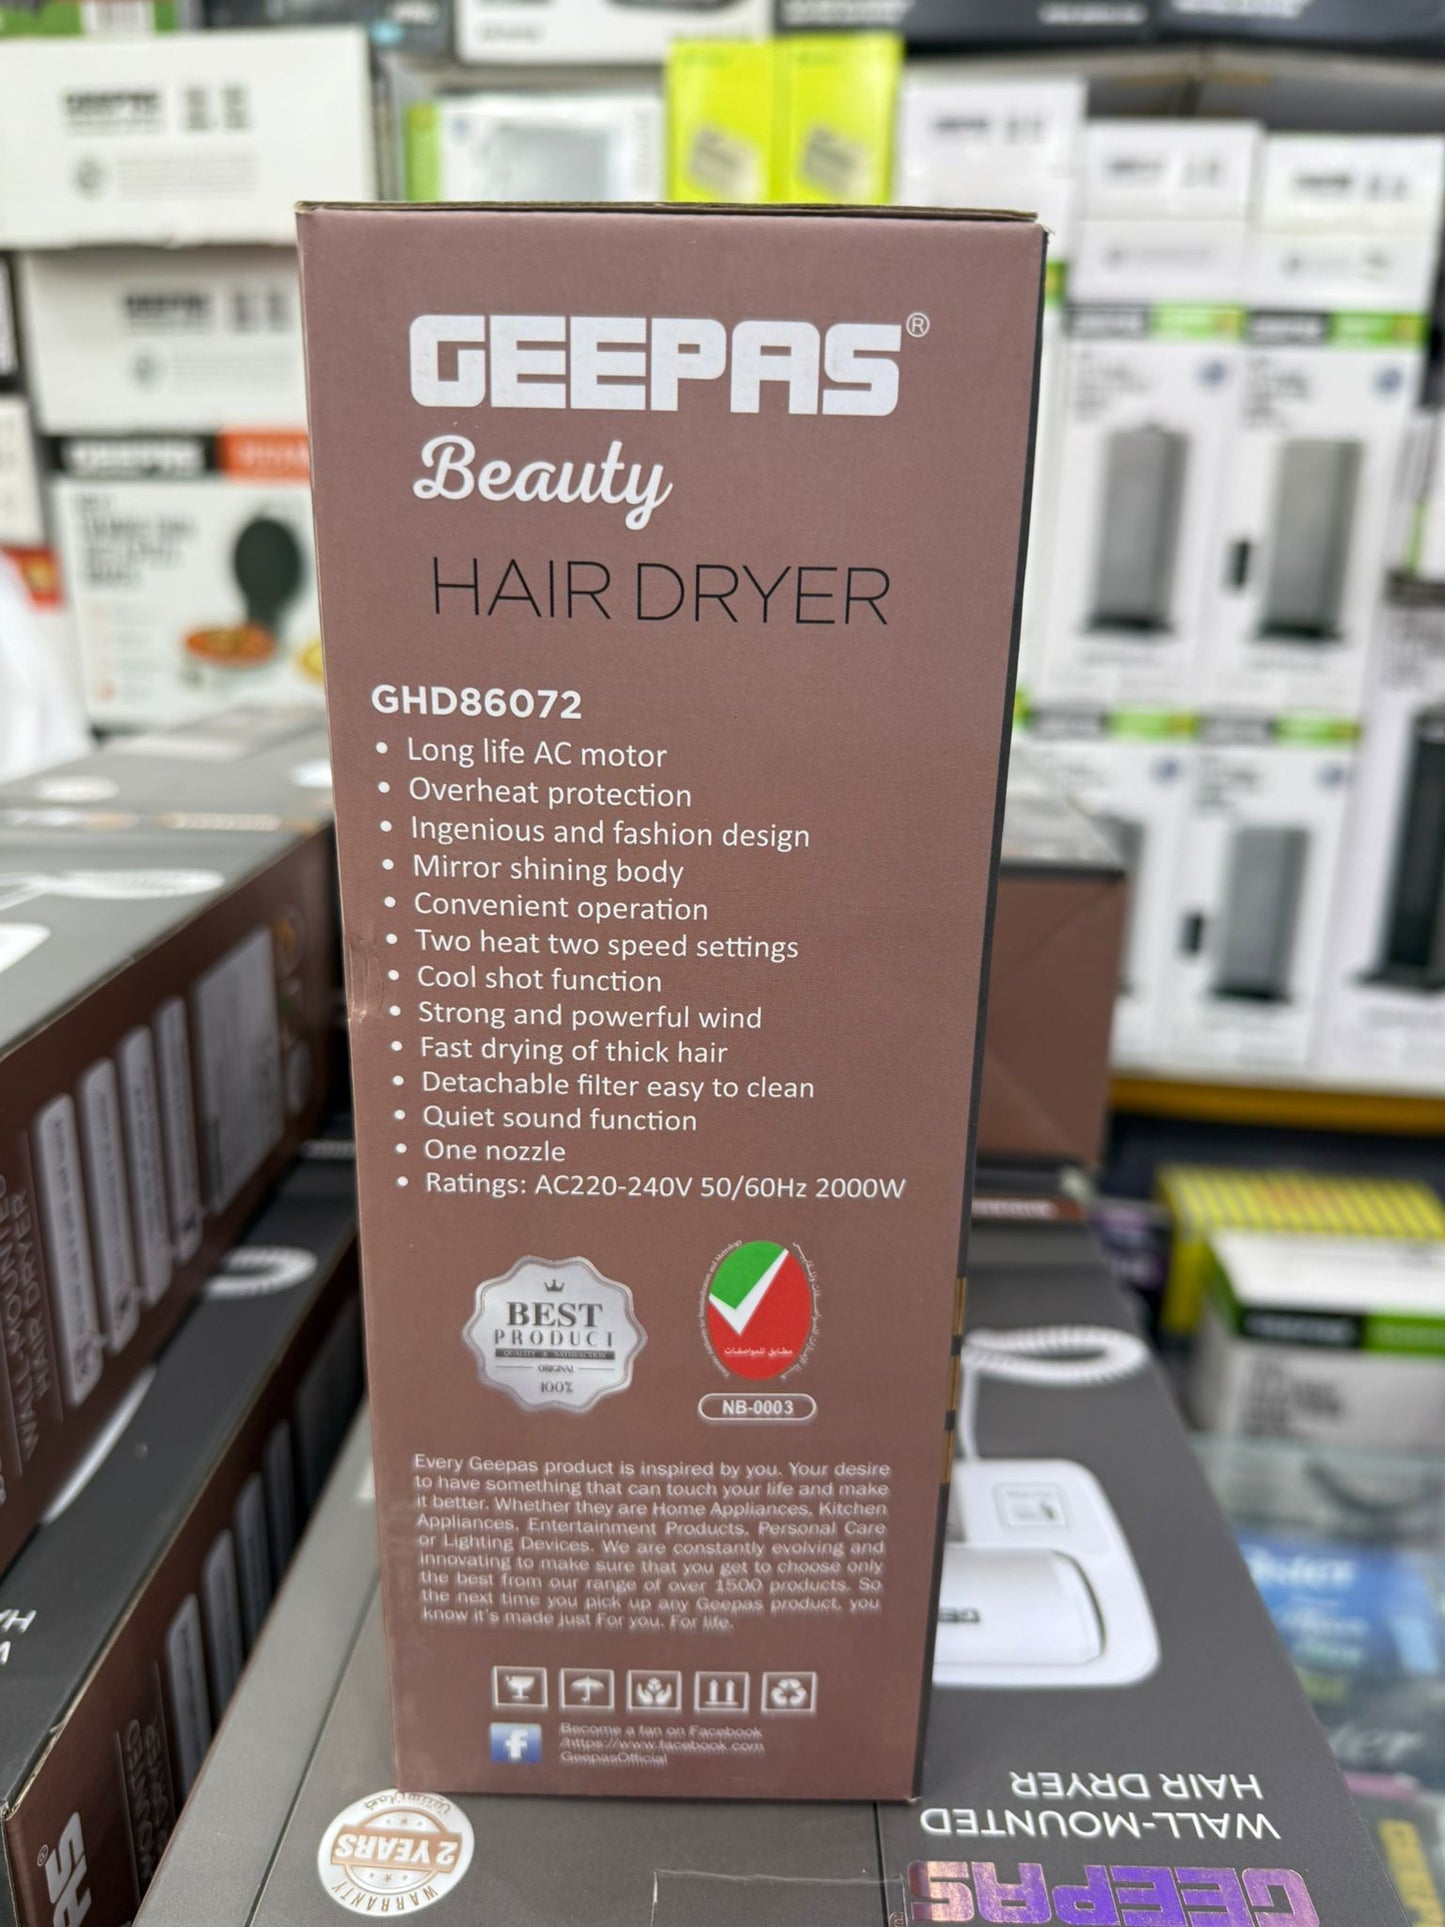 GEEPAS®
Beauty
HAIR DRYER
GHD86072
• Long life AC motor
• Overheat protection
• Ingenious and fashion design
• Mirror shining body
• Convenient operation
• Two heat two speed settings
• Cool shot function
• Strong and powerful wind
• Fast drying of thick hair
• Detachable filter easy to clean
• Quiet sound function
• One nozzle
• Ratings: AC220-240V 50/60Hz 2000W
BEST
PRODUCT
QUALITY & SATISFACTION
ORIGINAL
100%
مطابق للمواصفات
NB-0003
Every Geepas product is inspired by you. Your desire
to have something that can touch your life and make
it better. Whether they are Home Appliances, Kitchen
Appliances, Entertainment Products, Personal Care
or Lighting Devices. We are constantly evolving and
innovating to make sure that you get to choose only
the best from our range of over 1500 products. So
the next time you pick up any Geepas product, you
know it's made just For you. For life.
Become a fan on Facebook
/https://www.facebook.com
GeepasOfficial
2 YEARS
WARRANTY
GEEPAS
WALL-MOUNTED
HAIR DRYER
WALL-MOUNTED
HAIR DRYER